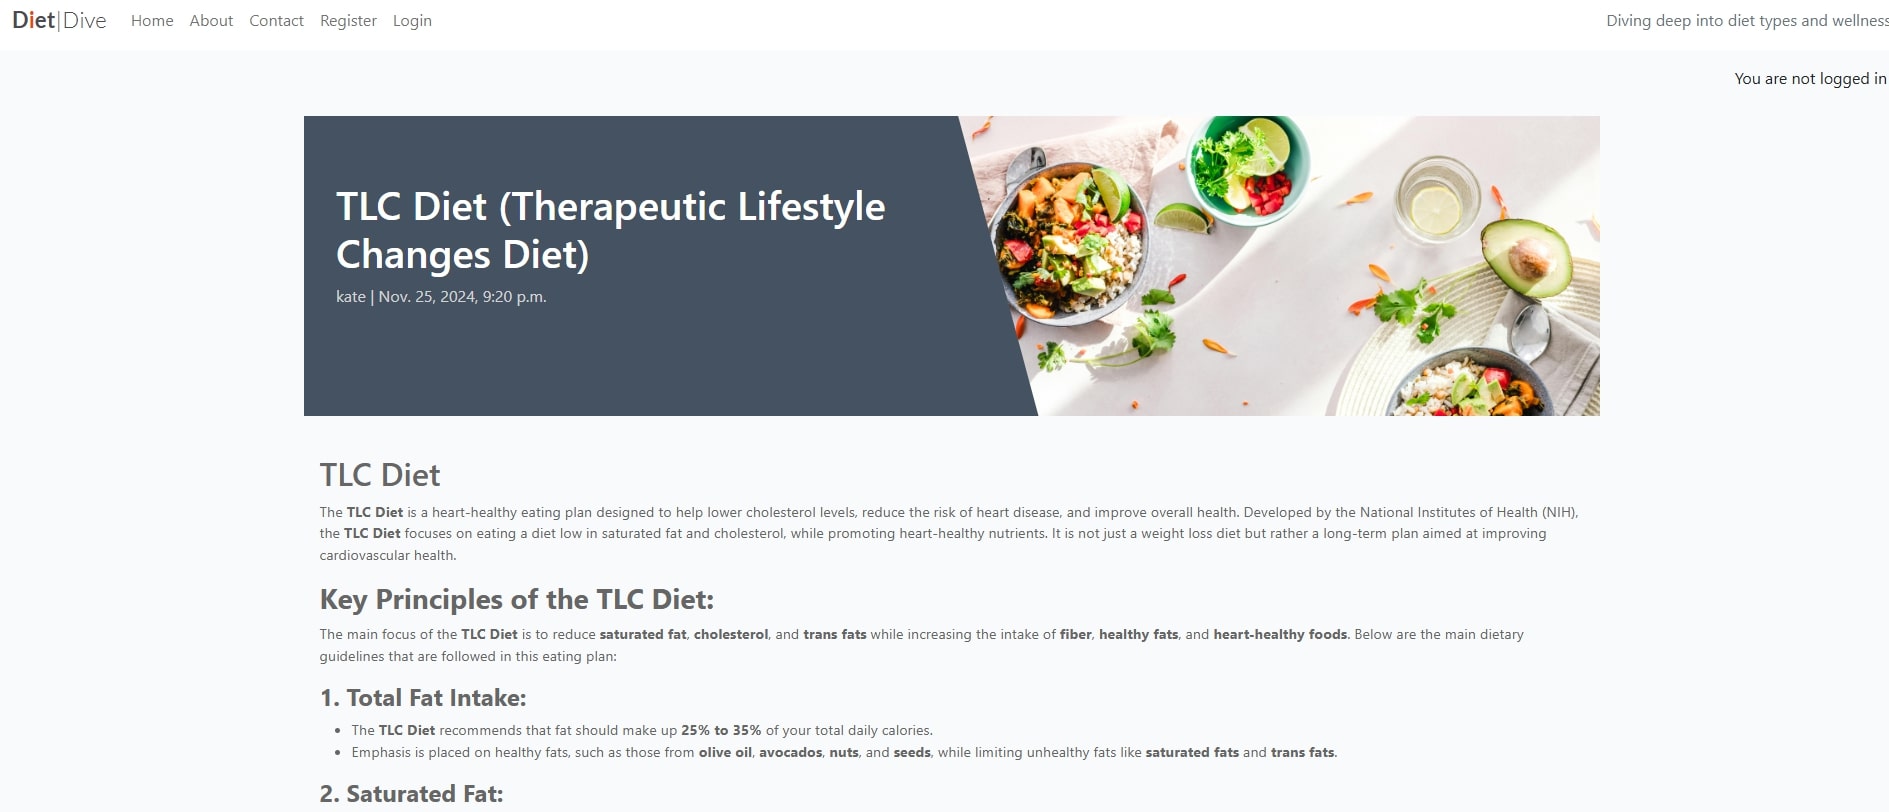 Diet|Dive Home About Contact Register Login Diving deep into diet types and wellness
You are not logged in
TLC Diet (Therapeutic Lifestyle
Changes Diet)
kate | Nov. 25, 2024, 9:20 p.m.
TLC Diet
The TLC Diet is a heart-healthy eating plan designed to help lower cholesterol levels, reduce the risk of heart disease, and improve overall health. Developed by the National Institutes of Health (NIH),
the TLC Diet focuses on eating a diet low in saturated fat and cholesterol, while promoting heart-healthy nutrients. It is not just a weight loss diet but rather a long-term plan aimed at improving
cardiovascular health.
Key Principles of the TLC Diet:
The main focus of the TLC Diet is to reduce saturated fat, cholesterol, and trans fats while increasing the intake of fiber, healthy fats, and heart-healthy foods. Below are the main dietary
guidelines that are followed in this eating plan:
1. Total Fat Intake:
• The TLC Diet recommends that fat should make up 25% to 35% of your total daily calories.
• Emphasis is placed on healthy fats, such as those from olive oil, avocados, nuts, and seeds, while limiting unhealthy fats like saturated fats and trans fats.
2. Saturated Fat: